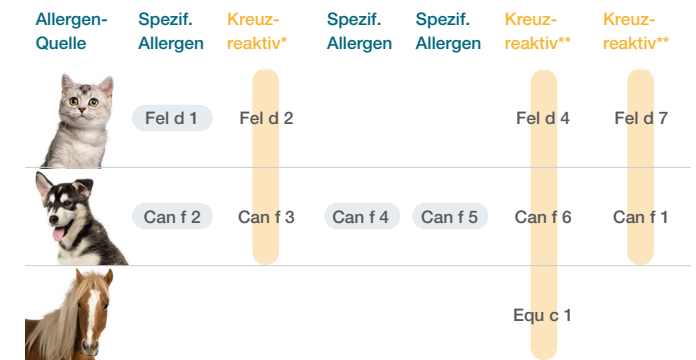 Allergen-Quelle
Spezif. Allergen
Kreuz-reaktiv*
Spezif. Allergen
Spezif. Allergen
Kreuz-reaktiv**
Kreuz-reaktiv**
Fel d 1
Fel d 2
Fel d 4
Fel d 7
Can f 2
Can f 3
Can f 4
Can f 5
Can f 6
Can f 1
Equ c 1